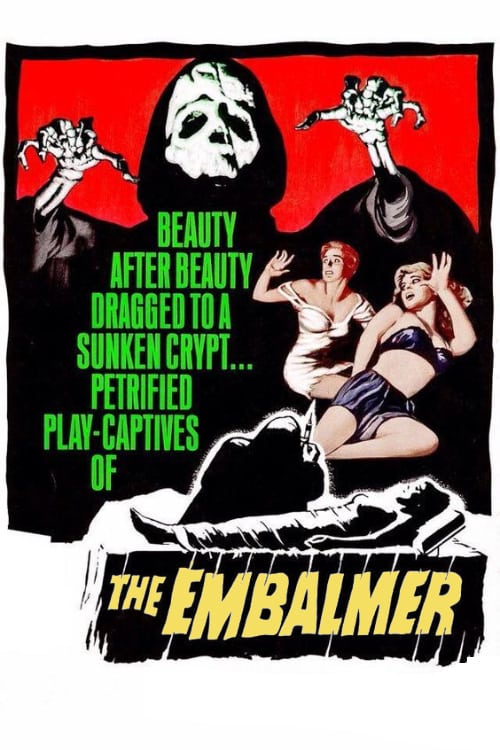 BEAUTY
AFTER BEAUTY
DRAGGED TO A
SUNKEN CRYPT...
PETRIFIED
PLAY-CAPTIVES
OF
THE EMBALMER